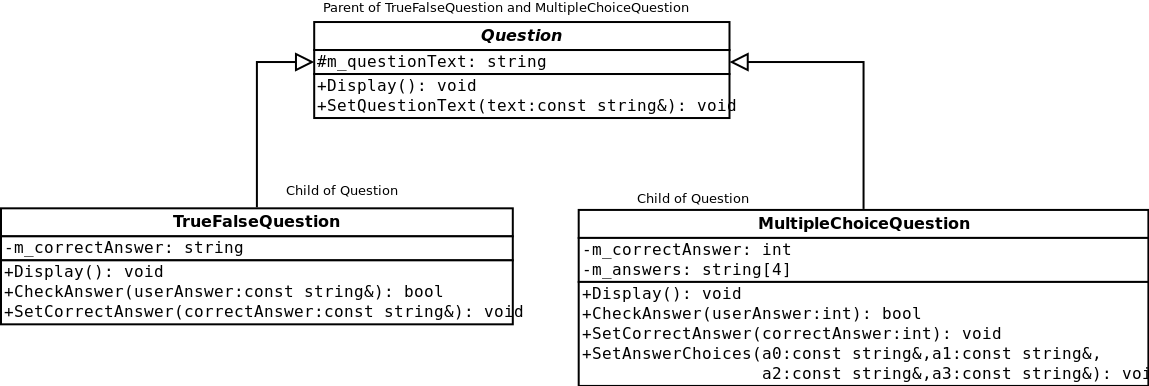 Parent of TrueFalseQuestion and MultipleChoiceQuestion
Question
#m_questionText: string
+Display(): void
+SetQuestionText(text:const string&): void
Child of Question
TrueFalseQuestion
-m_correctAnswer: string
+Display(): void
+CheckAnswer(userAnswer:const string&): bool
+SetCorrectAnswer(correctAnswer:const string&): void
Child of Question
MultipleChoiceQuestion
-m_correctAnswer: int
-m_answers: string[4]
+Display(): void
+CheckAnswer(userAnswer:int): bool
+SetCorrectAnswer(correctAnswer:int): void
+SetAnswerChoices(a0:const string&,a1:const string&,
a2:const string&,a3:const string&): voi